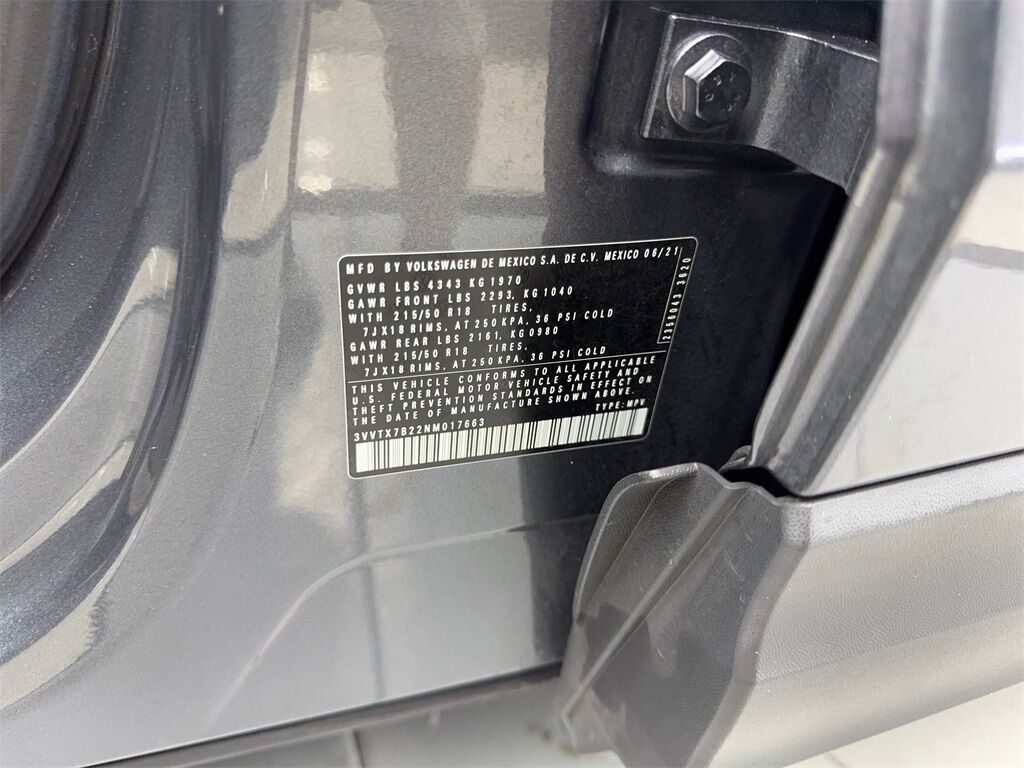 MFD BY VOLKSWAGEN DE MEXICO S.A. DE C.V. MEXICO 06/21
GVWR LBS 4343 KG 1970
GAWR FRONT LBS 2293, KG 1040
WITH 215/50 R18 TIRES,
7JX18 RIMS, AT 250 KPA, 36 PSI COLD
GAWR REAR LBS 2161, KG 0980
WITH 215/50 R18 TIRES,
7JX18 RIMS, AT 250 KPA, 36 PSI COLD
2356043 3620
THIS VEHICLE CONFORMS TO ALL APPLICABLE
U.S. FEDERAL MOTOR VEHICLE SAFETY AND
THEFT PREVENTION STANDARDS IN EFFECT ON
THE DATE OF MANUFACTURE SHOWN ABOVE.
3VVTX7B22NM017663 TYPE: MPV